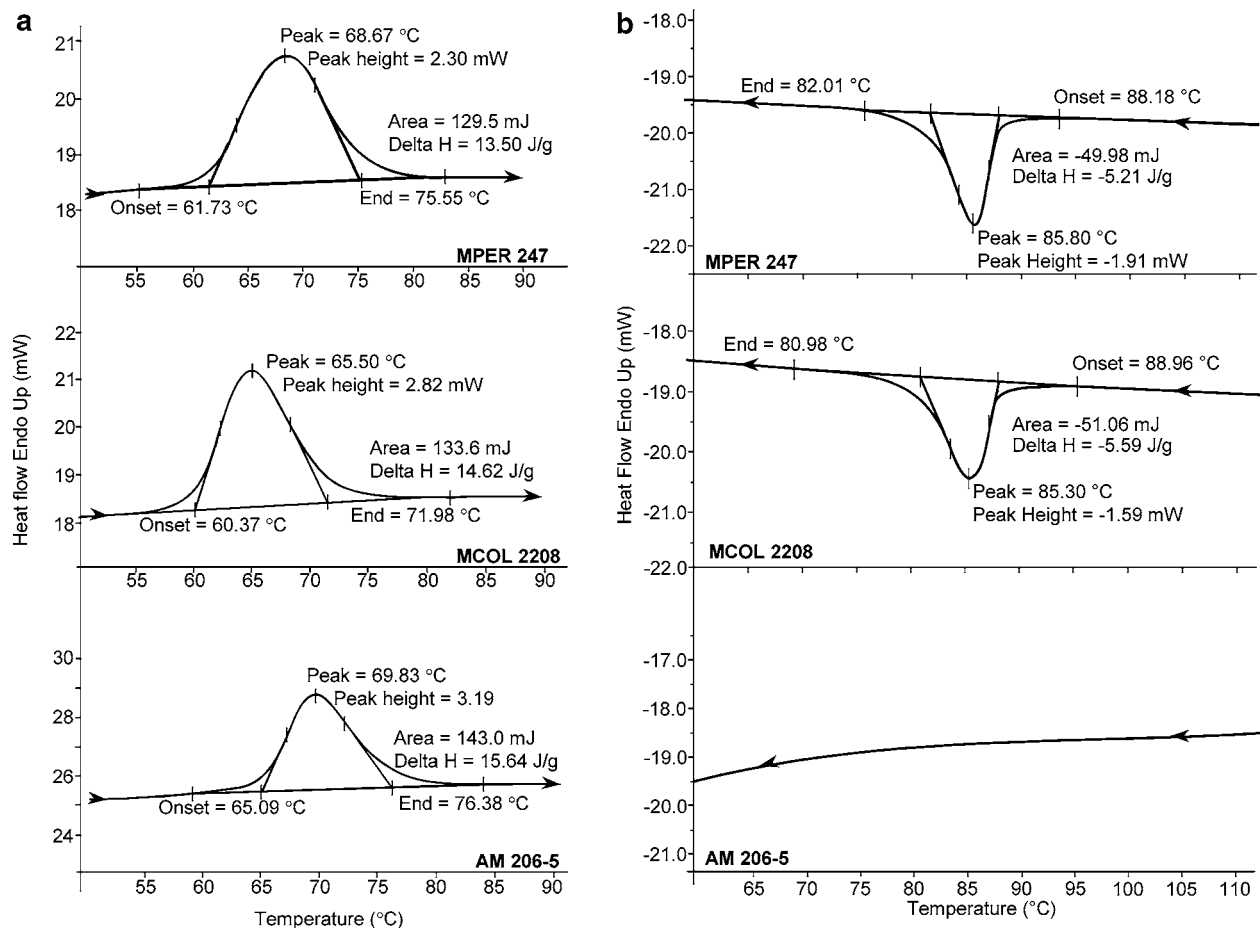 a
21
20
19
18
Peak = 68.67 °C
Peak height = 2.30 mW
Area = 129.5 mJ
Delta H = 13.50 J/g
Onset = 61.73 °C
End = 75.55 °C
MPER 247
55 60 65 70 75 80 85 90
22
21
20
19
18
Peak = 65.50 °C
Peak height = 2.82 mW
Area = 133.6 mJ
Delta H = 14.62 J/g
Onset = 60.37 °C
End = 71.98 °C
MCOL 2208
55 60 65 70 75 80 85 90
Heat flow Endo Up (mW)
30
28
26
24
Peak = 69.83 °C
Peak height = 3.19
Area = 143.0 mJ
Delta H = 15.64 J/g
Onset = 65.09 °C
End = 76.38 °C
AM 206-5
55 60 65 70 75 80 85 90
Temperature (°C)
b
-18.0
-19.0
-20.0
-21.0
-22.0
End = 82.01 °C
Onset = 88.18 °C
Area = -49.98 mJ
Delta H = -5.21 J/g
Peak = 85.80 °C
Peak Height = -1.91 mW
MPER 247
-18.0
-19.0
-20.0
-21.0
-22.0
End = 80.98 °C
Onset = 88.96 °C
Area = -51.06 mJ
Delta H = -5.59 J/g
Peak = 85.30 °C
Peak Height = -1.59 mW
MCOL 2208
Heat Flow Endo Up (mW)
-17.0
-18.0
-19.0
-20.0
-21.0
AM 206-5
65 75 80 85 90 95 100 105 110
Temperature (°C)